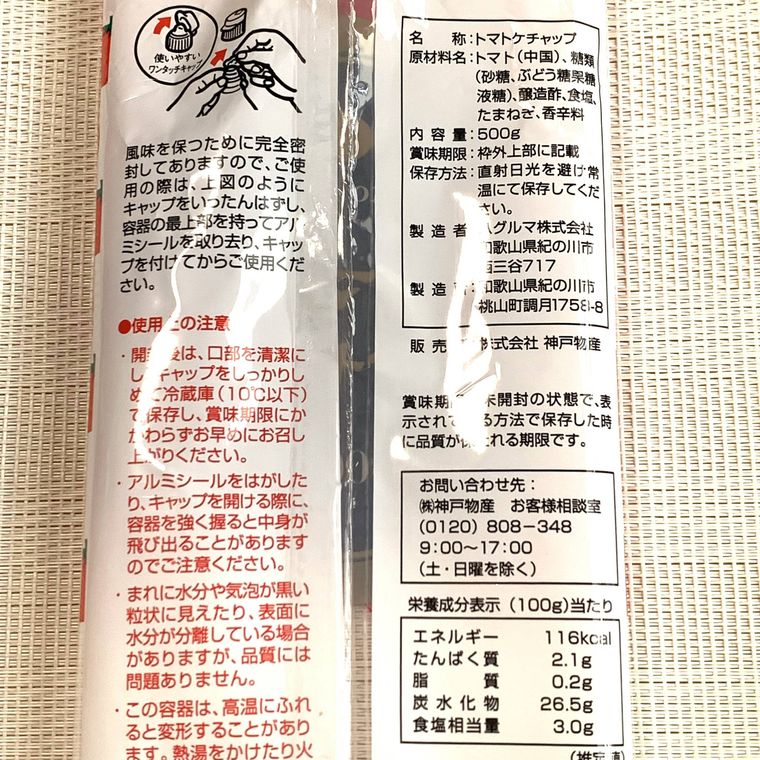 使いやすい
ワンタッチキャップ
風味を保つために完全密
封してありますので、ご使
用の際は、上図のように
キャップをいったんはずし、
容器の最上部を持ってアル
ミシールを取り去り、キャッ
プを付けてからご使用くだ
さい。
●使用上の注意
・開封後は、口部を清潔に
し、キャップをしっかりし
めて冷蔵庫(10℃以下)
で保存し、賞味期限にか
かわらずお早めにお召し
上がりください。
・アルミシールをはがした
り、キャップを開ける際に、
容器を強く握ると中身が
飛び出ることがあります
のでご注意ください。
・まれに水分や気泡が黒い
粒状に見えたり、表面に
水分が分離している場合
がありますが、品質には
問題ありません。
・この容器は、高温にふれ
ると変形することがあり
ます。熱湯をかけたり火
名称:トマトケチャップ
原材料名:トマト(中国)、糖類
(砂糖、ぶどう糖果糖
液糖)、醸造酢、食塩、
たまねぎ、香辛料
内容量:500g
賞味期限:枠外上部に記載
保存方法:直射日光を避け常
温にて保存してくだ
さい。
製造者 ハグルマ株式会社
和歌山県紀の川市
西三谷717
製造 和歌山県紀の川市
桃山町調月1758-8
販売 株式会社 神戸物産
賞味期 未開封の状態で、表
示されている方法で保存した時
に品質が保たれる期限です。
お問い合わせ先:
㈱神戸物産 お客様相談室
(0120)808-348
9:00~17:00
(土・日曜を除く)
栄養成分表示(100g)当たり
エネルギー 116kcal
たんぱく質 2.1g
脂質 0.2g
炭水化物 26.5g
食塩相当量 3.0g
(推定値)